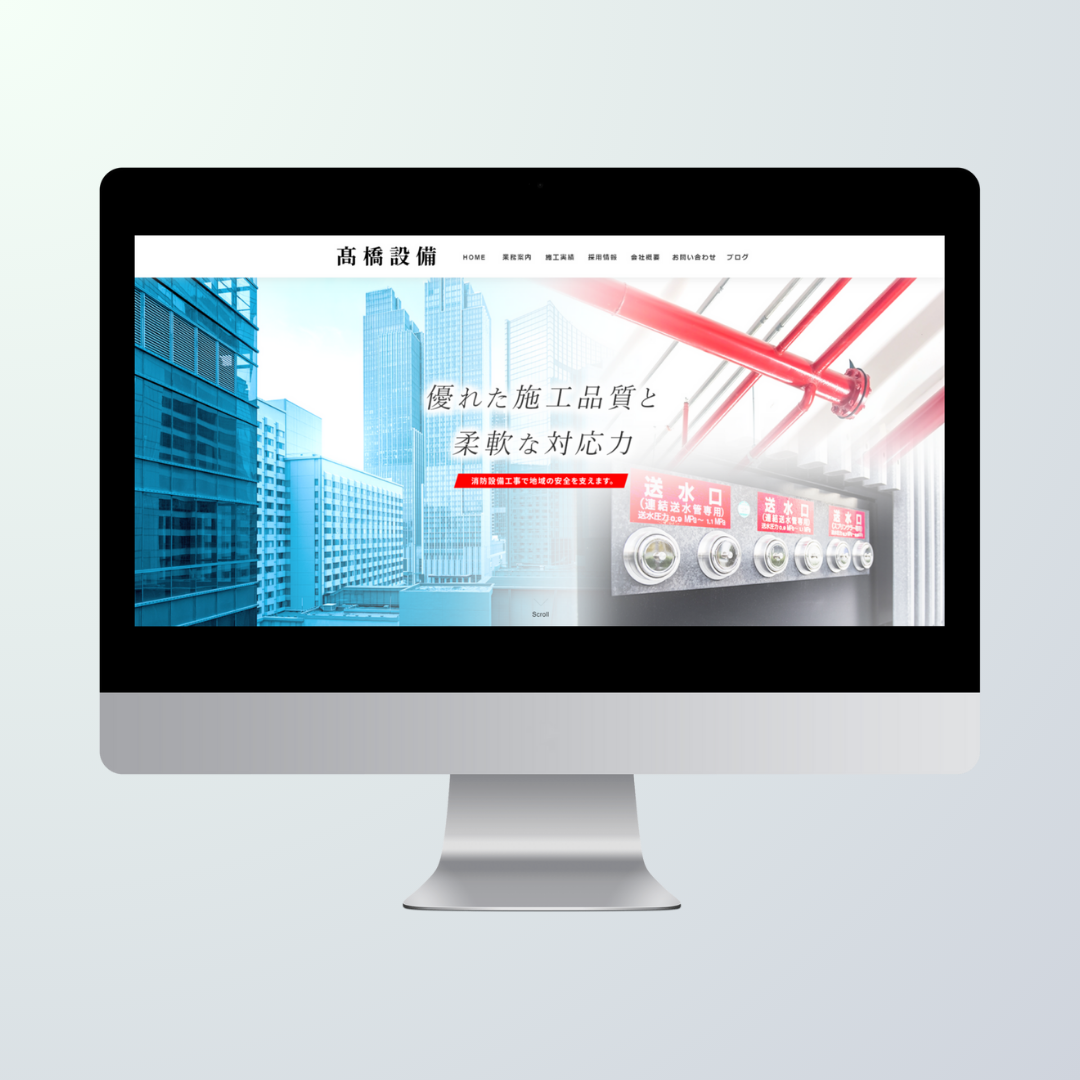 髙橋設備
HOME 業務案内 施工実績 採用情報 会社概要 お問い合わせ ブログ
優れた施工品質と
柔軟な対応力
消防設備工事で地域の安全を支えます。
送水口
(連結送水管専用)
送水圧力 0.9 MPa～ 1.1 MPa
送水口
(連結送水管専用)
送水口
Scroll